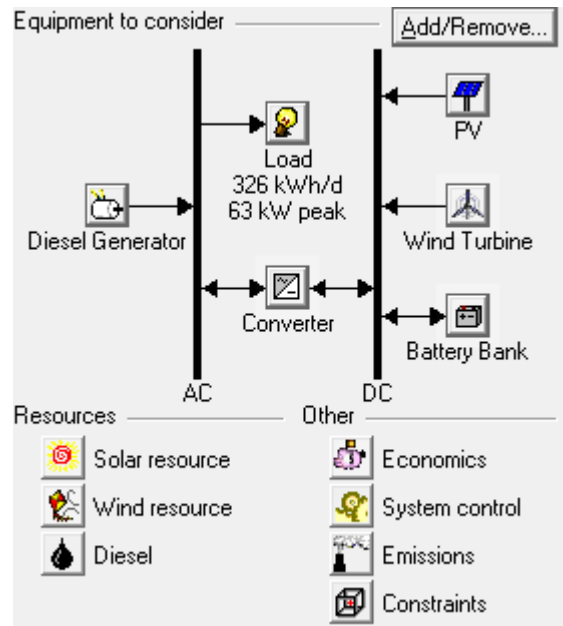 Equipment to consider
Add/Remove...
Load
326 kWh/d
63 kW peak
PV
Diesel Generator
Wind Turbine
Converter
Battery Bank
AC
DC
Resources
Other
Solar resource
Economics
Wind resource
System control
Diesel
Emissions
Constraints